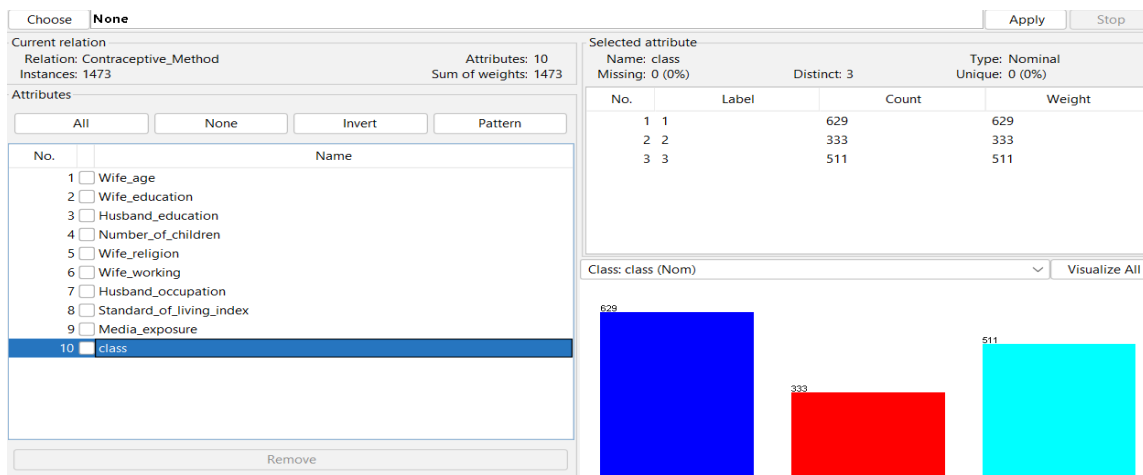 Choose None Apply Stop
Current relation
Relation: Contraceptive_Method Attributes: 10
Instances: 1473 Sum of weights: 1473
Attributes
All None Invert Pattern
No. Name
1 Wife_age
2 Wife_education
3 Husband_education
4 Number_of_children
5 Wife_religion
6 Wife_working
7 Husband_occupation
8 Standard_of_living_index
9 Media_exposure
10 class
Remove
Selected attribute
Name: class Type: Nominal
Missing: 0 (0%) Distinct: 3 Unique: 0 (0%)
No. Label Count Weight
1 1 629 629
2 2 333 333
3 3 511 511
Class: class (Nom) Visualize All
629
333
511